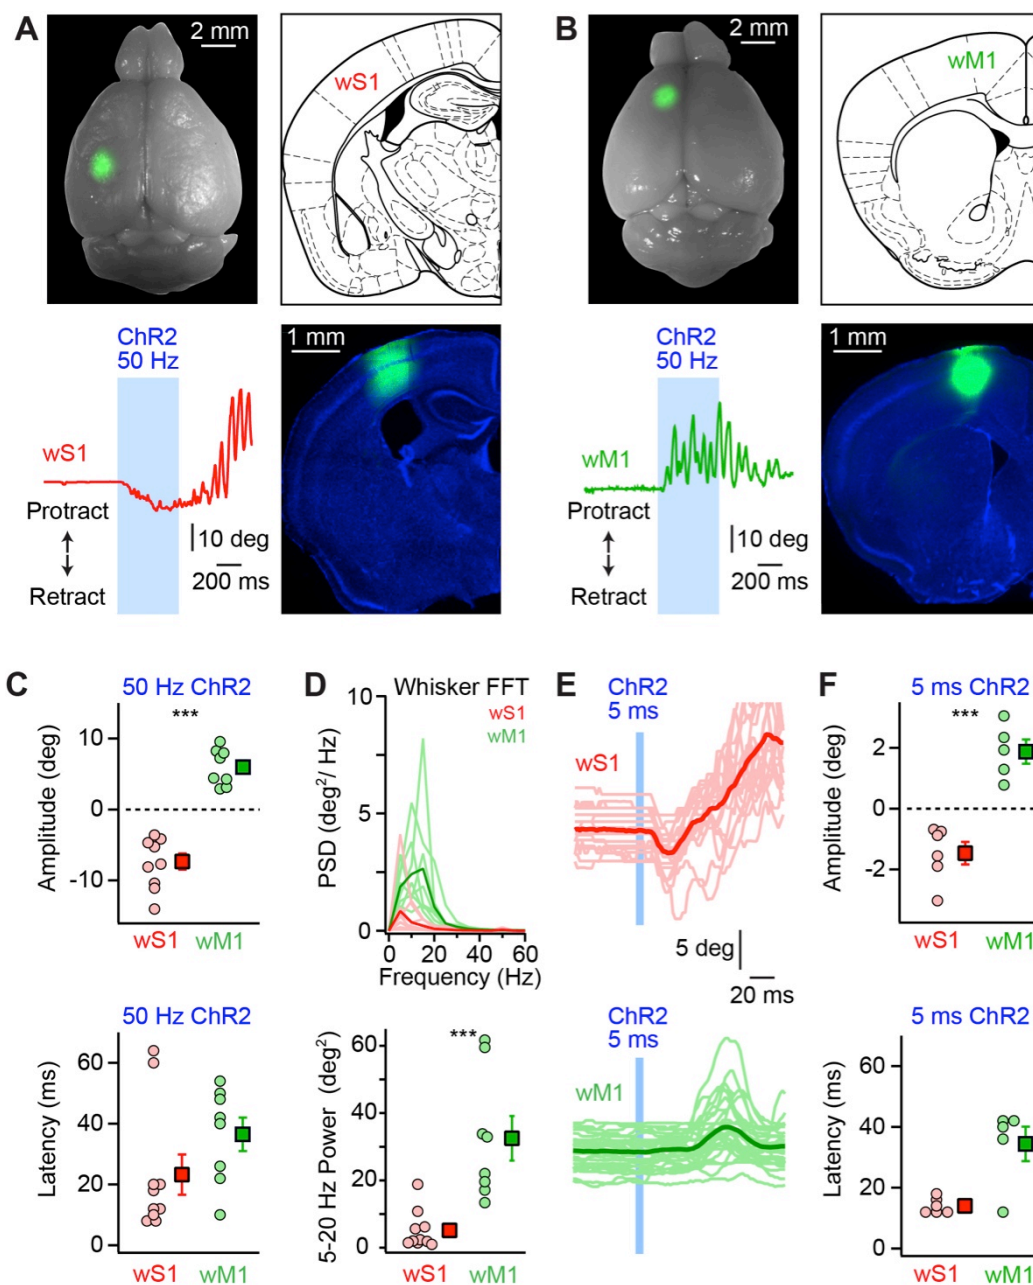 A
2 mm
wS1
B
2 mm
wM1
ChR2
50 Hz
wS1
Protract
Retract
10 deg
200 ms
1 mm
ChR2
50 Hz
wM1
Protract
Retract
10 deg
200 ms
1 mm
C
50 Hz ChR2
***
Amplitude (deg)
10
0
-10
wS1
wM1
D
Whisker FFT
wS1
wM1
PSD (deg²/ Hz)
10
5
0
0
20
40
60
Frequency (Hz)
E
ChR2
5 ms
wS1
5 deg
20 ms
F
5 ms ChR2
***
Amplitude (deg)
2
0
-2
wS1
wM1
50 Hz ChR2
Latency (ms)
60
40
20
0
wS1
wM1
***
5-20 Hz Power (deg²)
60
40
20
0
wS1
wM1
ChR2
5 ms
wM1
5 ms ChR2
Latency (ms)
60
40
20
0
wS1
wM1